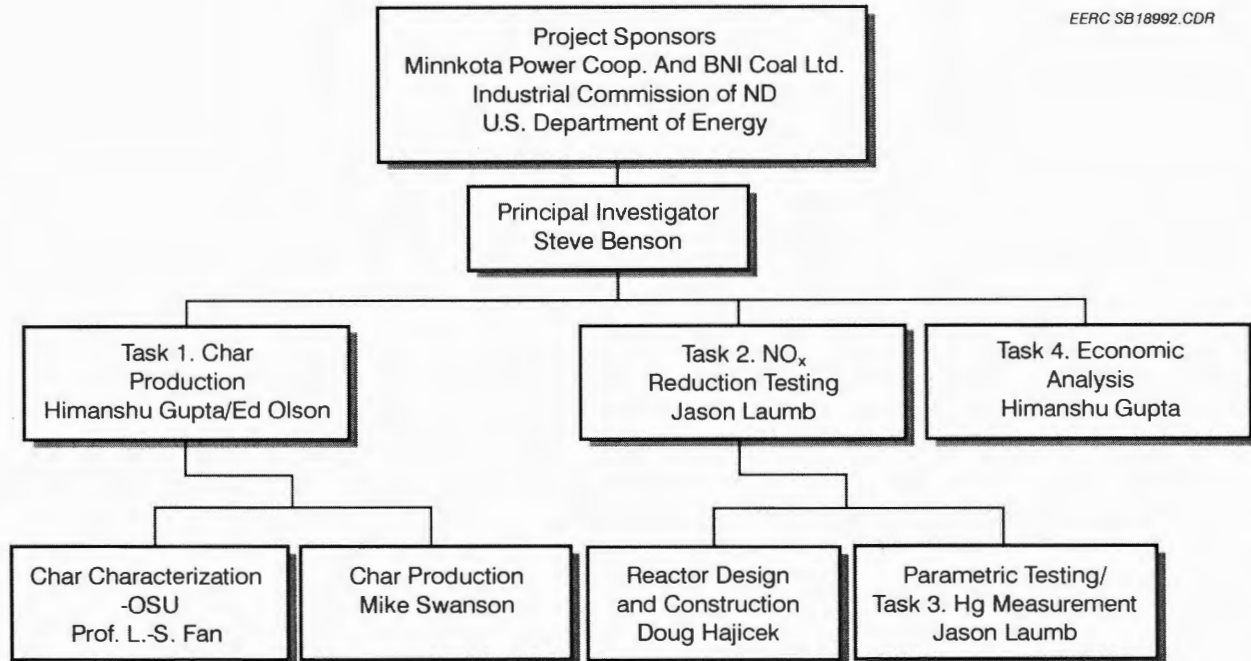 EERC SB18992.CDR
Project Sponsors
Minnkota Power Coop. And BNI Coal Ltd.
Industrial Commission of ND
U.S. Department of Energy
Principal Investigator
Steve Benson
Task 1. Char
Production
Himanshu Gupta/Ed Olson
Task 2. NOₓ
Reduction Testing
Jason Laumb
Task 4. Economic
Analysis
Himanshu Gupta
Char Characterization
-OSU
Prof. L.-S. Fan
Char Production
Mike Swanson
Reactor Design
and Construction
Doug Hajicek
Parametric Testing/
Task 3. Hg Measurement
Jason Laumb